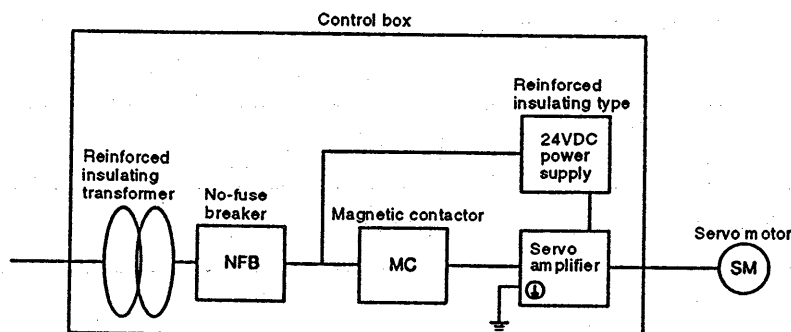 Control box
Reinforced
insulating type
24VDC
power
supply
Reinforced
insulating
transformer
No-fuse
breaker
NFB
Magnetic contactor
MC
Servo
amplifier
Servo motor
SM